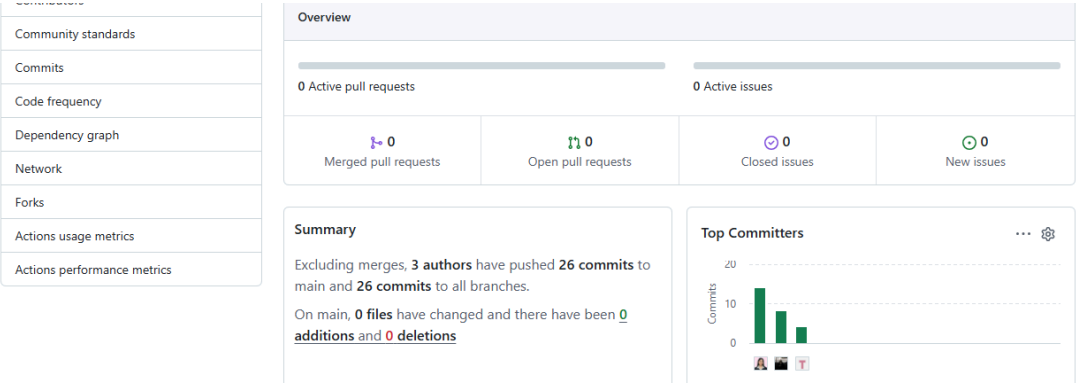 Contributors
Community standards
Commits
Code frequency
Dependency graph
Network
Forks
Actions usage metrics
Actions performance metrics
Overview
0 Active pull requests
0 Active issues
0
Merged pull requests
0
Open pull requests
0
Closed issues
0
New issues
Summary
Excluding merges, 3 authors have pushed 26 commits to
main and 26 commits to all branches.
On main, 0 files have changed and there have been 0
additions and 0 deletions
Top Committers
Commits
20
10
0
T